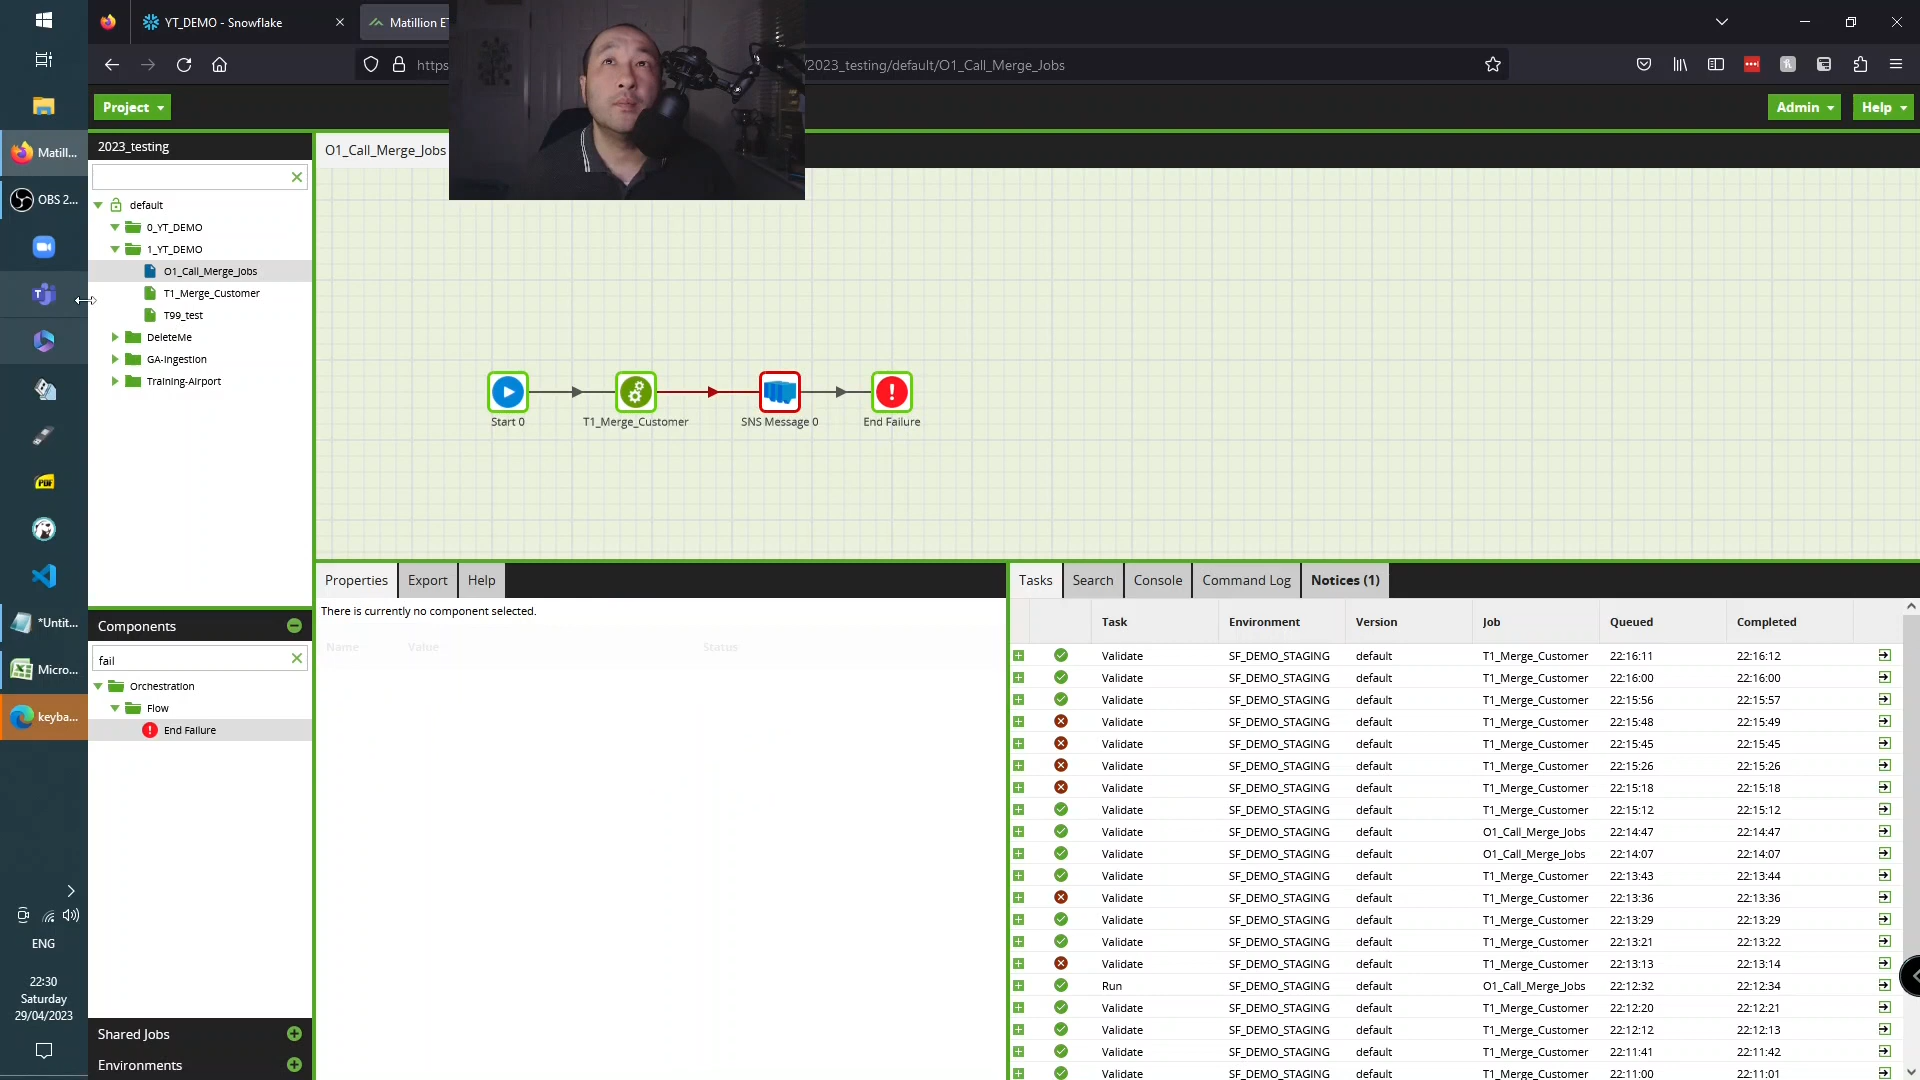 YT_DEMO - Snowflake
Matillion ET
https
/2023_testing/default/O1_Call_Merge_Jobs
Project
Admin
Help
Matill...
OBS 2...
*Untit...
Micro...
keyba...
ENG
22:30
Saturday
29/04/2023
2023_testing
default
0_YT_DEMO
1_YT_DEMO
O1_Call_Merge_Jobs
T1_Merge_Customer
T99_test
DeleteMe
GA-Ingestion
Training-Airport
Components
fail
Orchestration
Flow
End Failure
Shared Jobs
Environments
O1_Call_Merge_Jobs
Start 0
T1_Merge_Customer
SNS Message 0
End Failure
Properties
Export
Help
There is currently no component selected.
Name Value Status
Tasks
Search
Console
Command Log
Notices (1)
Task Environment Version Job Queued Completed
Validate SF_DEMO_STAGING default T1_Merge_Customer 22:16:11 22:16:12
Validate SF_DEMO_STAGING default T1_Merge_Customer 22:16:00 22:16:00
Validate SF_DEMO_STAGING default T1_Merge_Customer 22:15:56 22:15:57
Validate SF_DEMO_STAGING default T1_Merge_Customer 22:15:48 22:15:49
Validate SF_DEMO_STAGING default T1_Merge_Customer 22:15:45 22:15:45
Validate SF_DEMO_STAGING default T1_Merge_Customer 22:15:26 22:15:26
Validate SF_DEMO_STAGING default T1_Merge_Customer 22:15:18 22:15:18
Validate SF_DEMO_STAGING default T1_Merge_Customer 22:15:12 22:15:12
Validate SF_DEMO_STAGING default O1_Call_Merge_Jobs 22:14:47 22:14:47
Validate SF_DEMO_STAGING default O1_Call_Merge_Jobs 22:14:07 22:14:07
Validate SF_DEMO_STAGING default T1_Merge_Customer 22:13:43 22:13:44
Validate SF_DEMO_STAGING default T1_Merge_Customer 22:13:36 22:13:36
Validate SF_DEMO_STAGING default T1_Merge_Customer 22:13:29 22:13:29
Validate SF_DEMO_STAGING default T1_Merge_Customer 22:13:21 22:13:22
Validate SF_DEMO_STAGING default T1_Merge_Customer 22:13:13 22:13:14
Run SF_DEMO_STAGING default O1_Call_Merge_Jobs 22:12:32 22:12:34
Validate SF_DEMO_STAGING default T1_Merge_Customer 22:12:20 22:12:21
Validate SF_DEMO_STAGING default T1_Merge_Customer 22:12:12 22:12:13
Validate SF_DEMO_STAGING default T1_Merge_Customer 22:11:41 22:11:42
Validate SF_DEMO_STAGING default T1_Merge_Customer 22:11:00 22:11:01